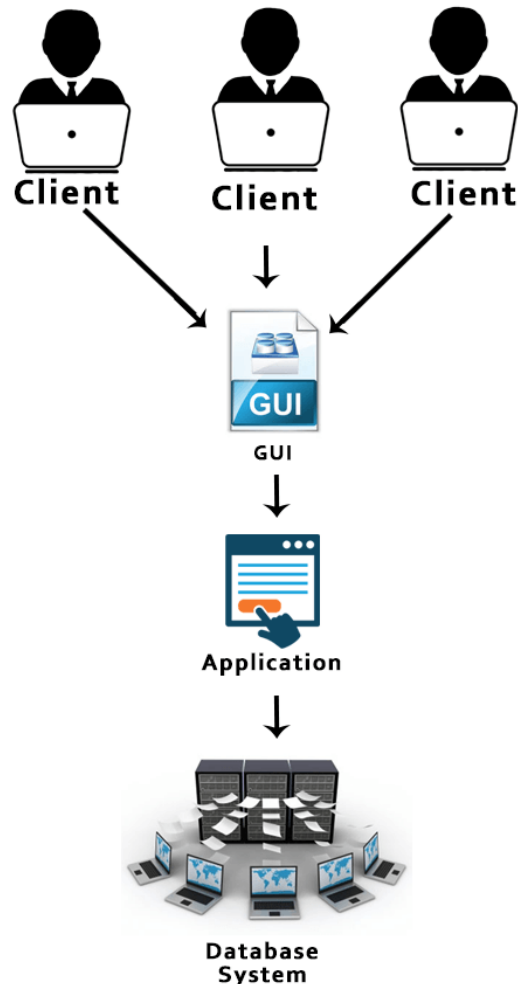 Client
Client
Client
GUI
GUI
Application
Database
System